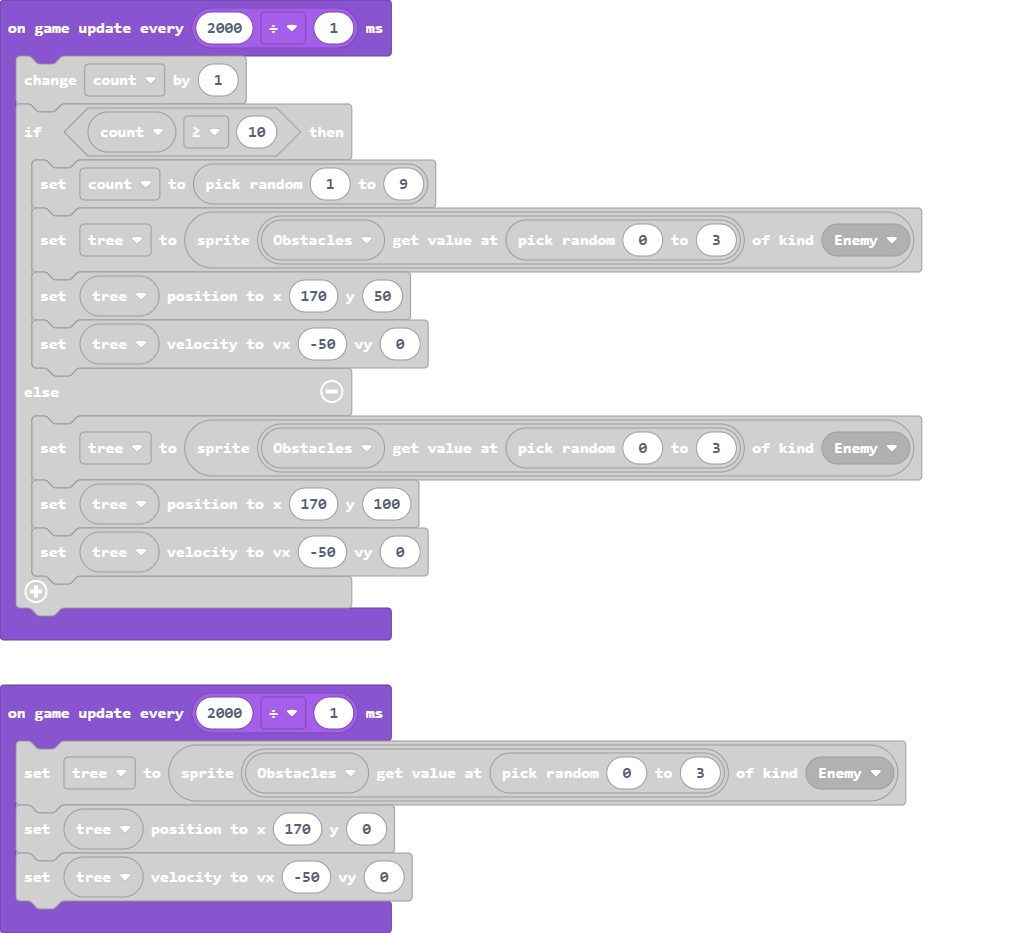 on game update every 2000 ÷ 1 ms
change count by 1
if count ≥ 10 then
set count to pick random 1 to 9
set tree to sprite Obstacles get value at pick random 0 to 3 of kind Enemy
set tree position to x 170 y 50
set tree velocity to vx -50 vy 0
else
set tree to sprite Obstacles get value at pick random 0 to 3 of kind Enemy
set tree position to x 170 y 100
set tree velocity to vx -50 vy 0
on game update every 2000 ÷ 1 ms
set tree to sprite Obstacles get value at pick random 0 to 3 of kind Enemy
set tree position to x 170 y 0
set tree velocity to vx -50 vy 0